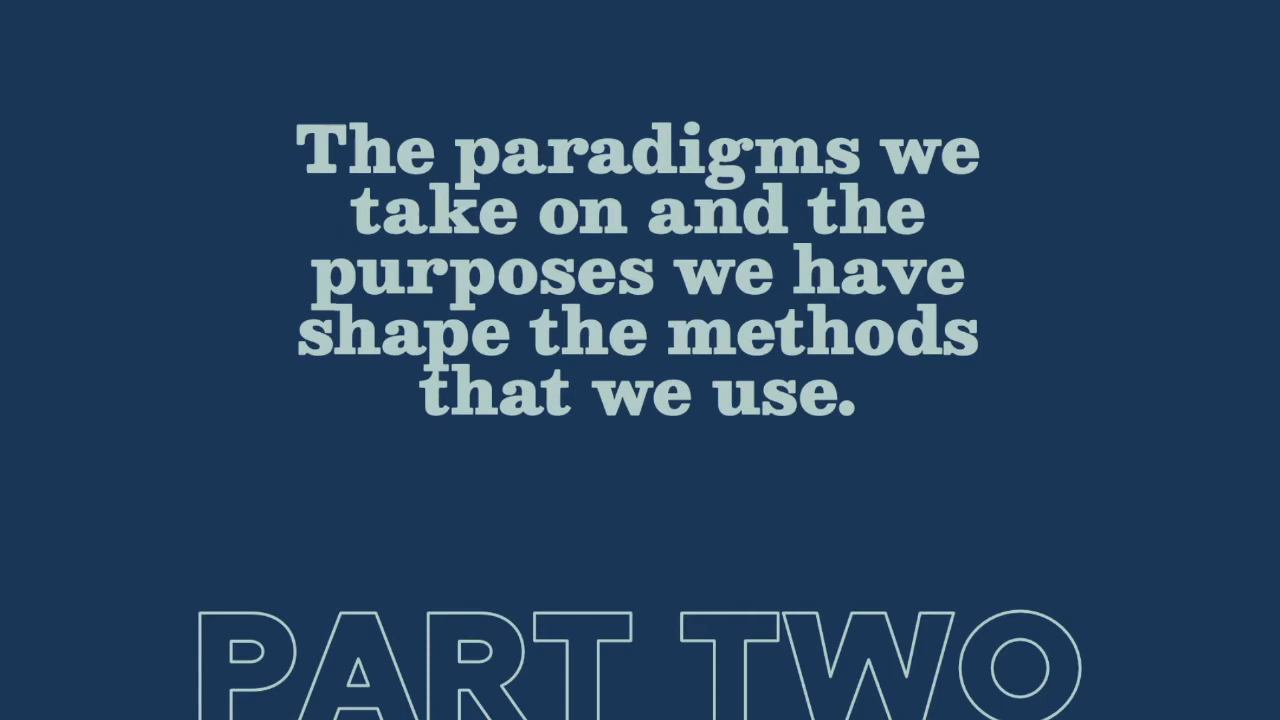 The paradigms we
take on and the
purposes we have
shape the methods
that we use.
PART TWO